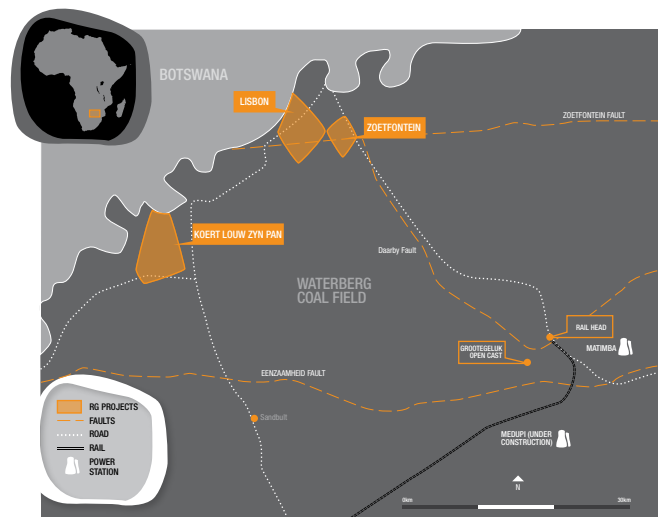 BOTSWANA
LISBON
ZOETFONTEIN
ZOETFONTEIN FAULT
KOERT LOUW ZYN PAN
Daarby Fault
WATERBERG
COAL FIELD
RAIL HEAD
GROOTEGELUK
OPEN CAST
MATIMBA
EENZAAMHEID FAULT
Sandbult
RG PROJECTS
FAULTS
ROAD
RAIL
POWER
STATION
MEDUPI (UNDER
CONSTRUCTION)
N
0km
30km